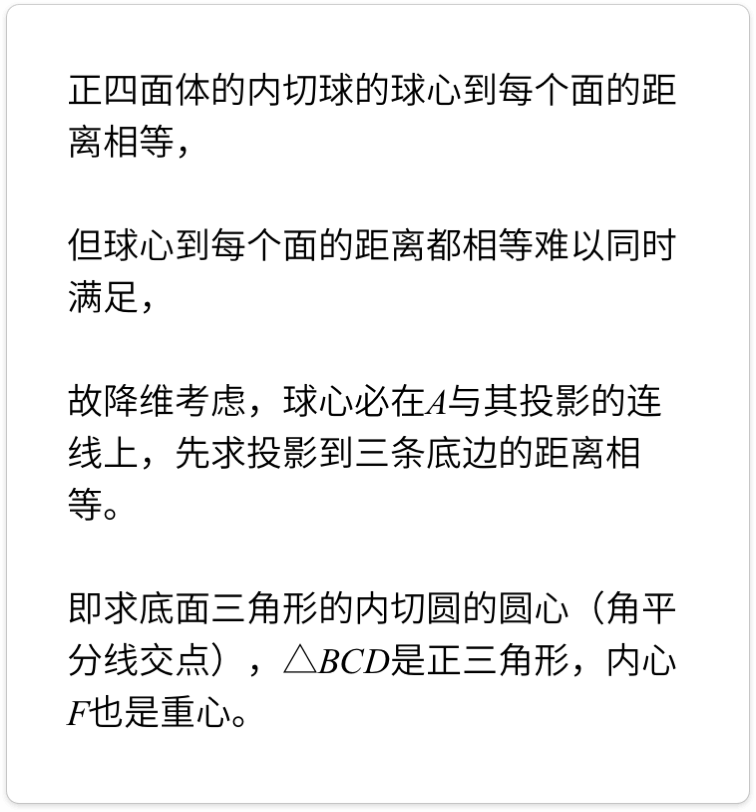 正四面体的内切球的球心到每个面的距
离相等，
但球心到每个面的距离都相等难以同时
满足，
故降维考虑，球心必在A与其投影的连
线上，先求投影到三条底边的距离相
等。
即求底面三角形的内切圆的圆心（角平
分线交点），△BCD是正三角形，内心
F也是重心。